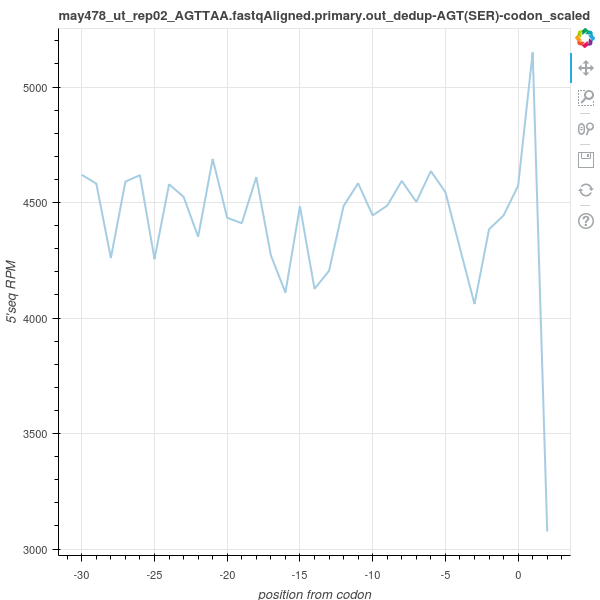 may478_ut_rep02_AGTTAA.fastqAligned.primary.out_dedup-AGT(SER)-codon_scaled
5'seq RPM
5000
4500
4000
3500
3000
-30 -25 -20 -15 -10 -5 0
position from codon